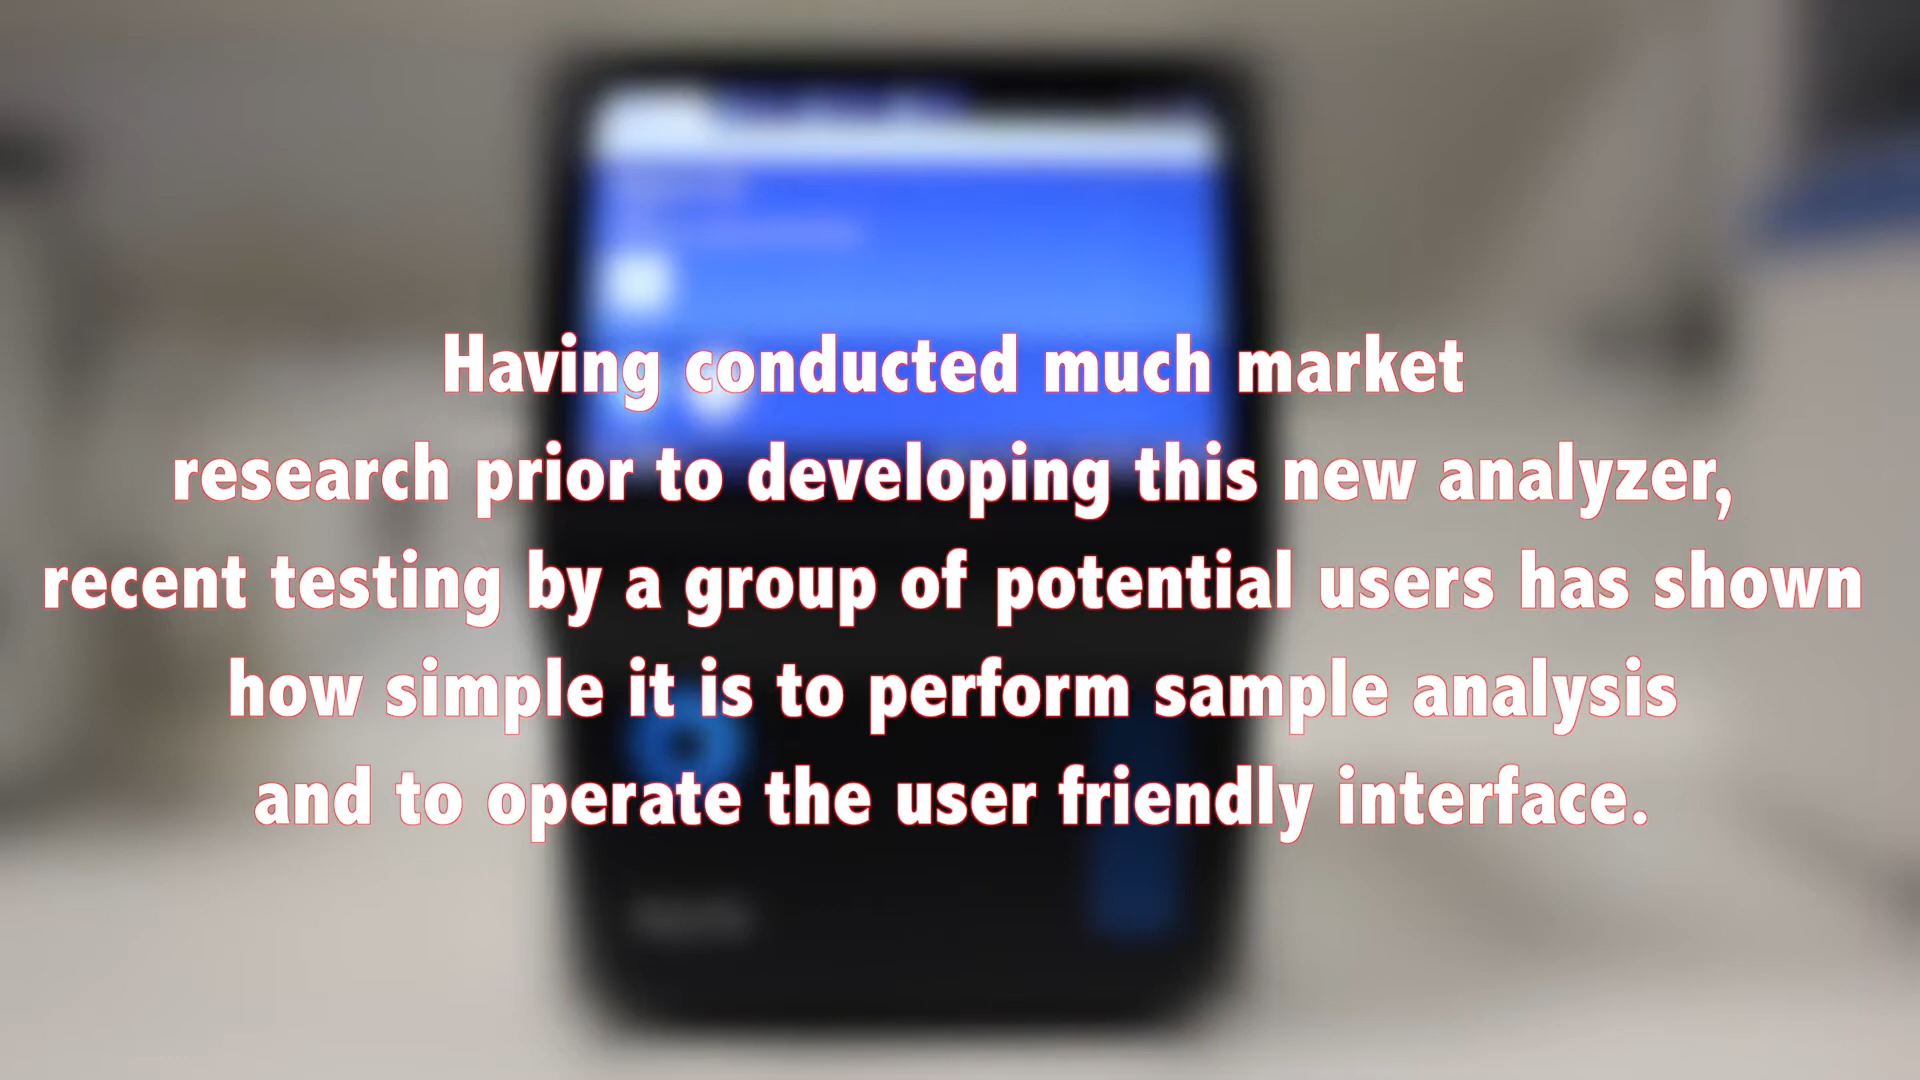 Having conducted much market
research prior to developing this new analyzer,
recent testing by a group of potential users has shown
how simple it is to perform sample analysis
and to operate the user friendly interface.